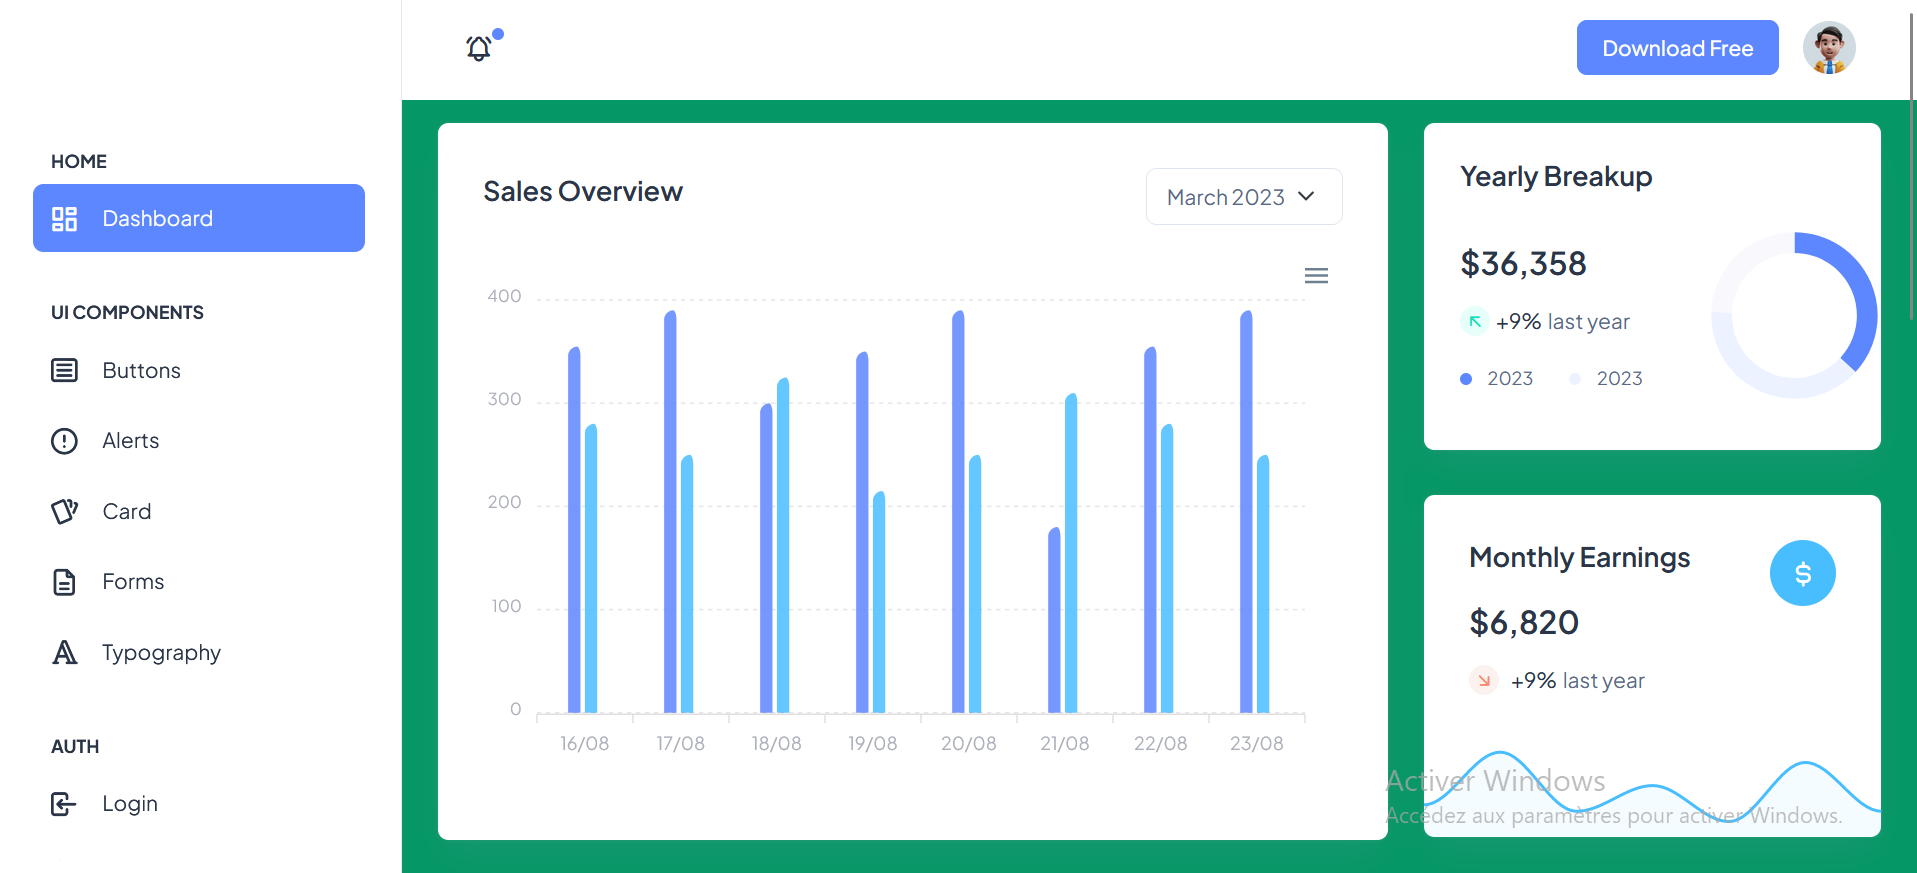 Download Free
HOME
Dashboard
UI COMPONENTS
Buttons
Alerts
Card
Forms
Typography
AUTH
Login
Sales Overview
March 2023
400
300
200
100
0
16/08 17/08 18/08 19/08 20/08 21/08 22/08 23/08
Yearly Breakup
$36,358
+9% last year
2023 2023
Monthly Earnings
$
$6,820
+9% last year
Activer Windows
Accédez aux paramètres pour activer Windows.